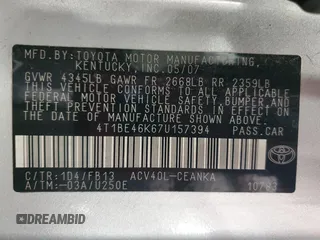 MFD.BY:TOYOTA MOTOR MANUFACTURING,
KENTUCKY, INC. 05/07
GVWR 4345LB GAWR FR 2668LB RR 2359LB
THIS VEHICLE CONFORMS TO ALL APPLICABLE
FEDERAL MOTOR VEHICLE SAFETY, BUMPER,
AND THEFT PREVENTION STANDARDS IN EFFECT
ON THE DATE OF MANUFACTURE SHOWN ABOVE.
4T1BE46K67U157394 PASS.CAR
C/TR:1D4/FB13 ACV40L-CEANKA
A/TM:-03A/U250E
TOYOTA
DREAMBID